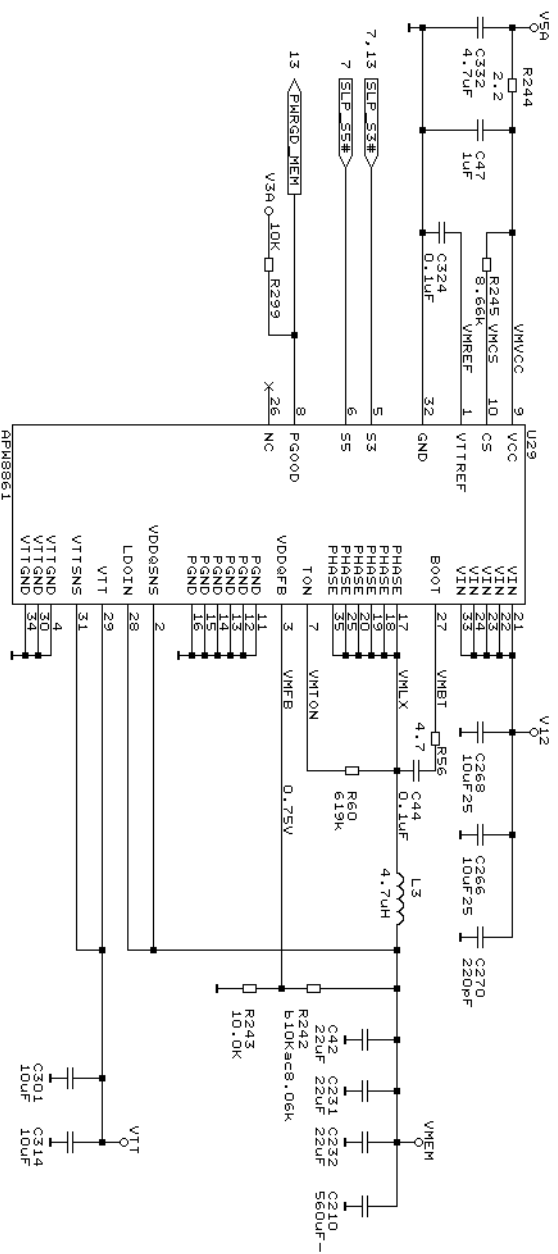 V5A
R244
2.2
C332
4.7uF
C47
1uF
R245
8.66k
C324
0.1uF
VMVCC
VMCS
VMREF
7,13
SLP_S3#
7
SLP_S5#
13
PWRGD_MEM
V3A
10K
R299
U29
9
VCC
10
CS
1
VTTREF
32
GND
5
S3
6
S5
8
PGOOD
26
NC
APW8861
VIN
21
VIN
22
VIN
23
VIN
24
VIN
33
BOOT
27
PHASE
17
PHASE
18
PHASE
19
PHASE
20
PHASE
25
PHASE
35
TON
7
VDDQFB
3
PGND
11
PGND
12
PGND
13
PGND
14
PGND
15
PGND
16
VDDQSNS
2
LDOIN
28
VTT
29
VTTSNS
31
VTTGND
4
VTTGND
30
VTTGND
34
V12
C268
10uF25
C266
10uF25
C270
220pF
VMBT
R56
4.7
VMLX
C44
0.1uF
L3
4.7uH
VMTON
R60
619k
VMFB
0.75V
R243
10.0K
R242
b10Kac8.06k
C42
22uF
C231
22uF
C232
22uF
C210
560uF-
VMEM
C301
10uF
C314
10uF
VTT